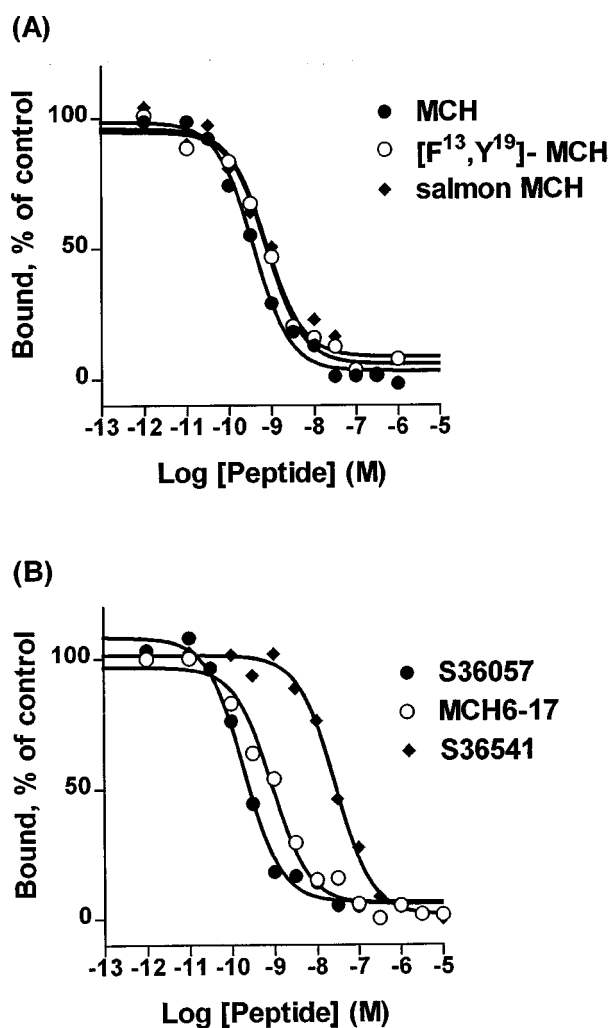 (A)
Bound, % of control
100
50
0
● MCH
○ [F¹³,Y¹⁹]- MCH
◆ salmon MCH
-13 -12 -11 -10 -9 -8 -7 -6 -5
Log [Peptide] (M)
(B)
Bound, % of control
100
50
0
● S36057
○ MCH6-17
◆ S36541
-13 -12 -11 -10 -9 -8 -7 -6 -5
Log [Peptide] (M)